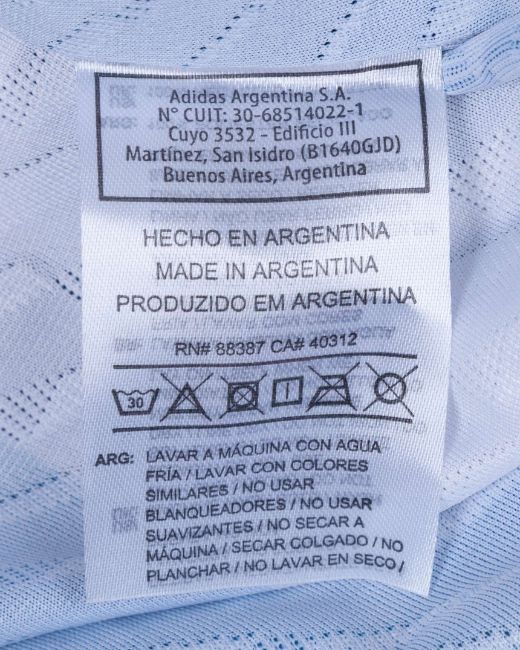 Adidas Argentina S.A.
N° CUIT: 30-68514022-1
Cuyo 3532 - Edificio III
Martínez, San Isidro (B1640GJD)
Buenos Aires, Argentina
HECHO EN ARGENTINA
MADE IN ARGENTINA
PRODUZIDO EM ARGENTINA
RN# 88387 CA# 40312
30
ARG: LAVAR A MÁQUINA CON AGUA
FRÍA / LAVAR CON COLORES
SIMILARES / NO USAR
BLANQUEADORES / NO USAR
SUAVIZANTES / NO SECAR A
MÁQUINA / SECAR COLGADO / NO
PLANCHAR / NO LAVAR EN SECO /